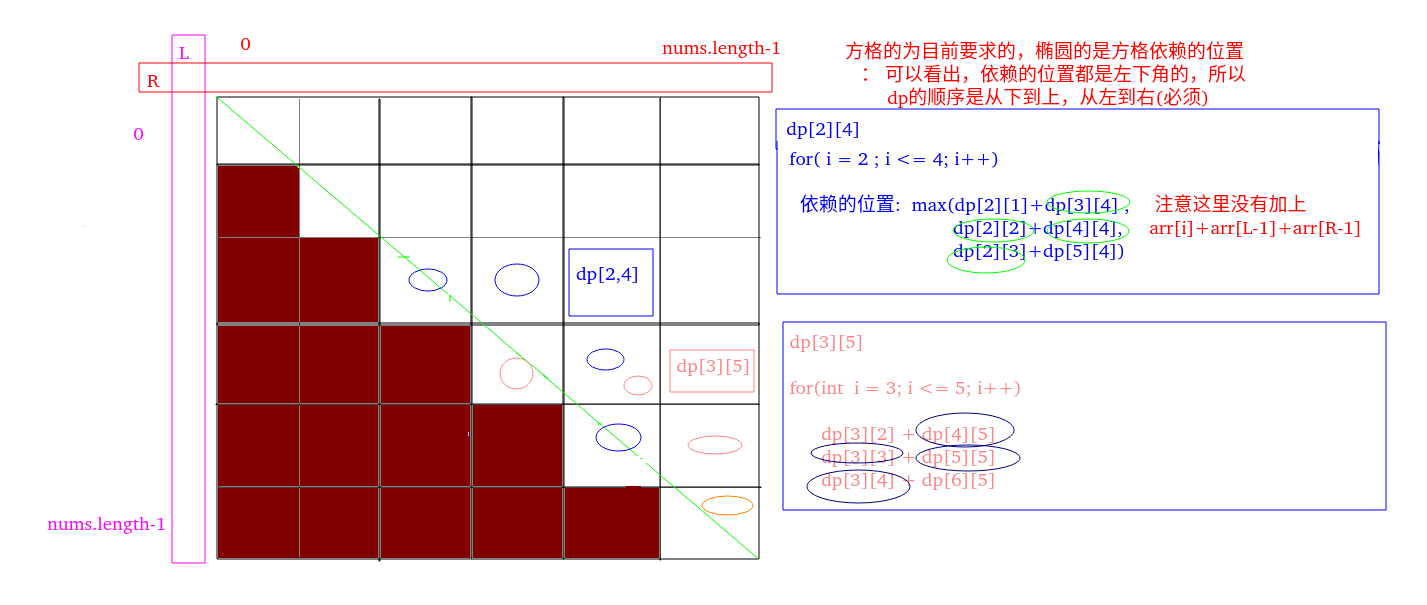 L
0
nums.length-1
R
0
nums.length-1
方格的为目前要求的，椭圆的是方格依赖的位置
： 可以看出，依赖的位置都是左下角的，所以
dp的顺序是从下到上，从左到右(必须)
dp[2][4]
for( i = 2 ; i <= 4; i++)
依赖的位置: max(dp[2][1]+dp[3][4] , 注意这里没有加上
dp[2][2]+dp[4][4], arr[i]+arr[L-1]+arr[R-1]
dp[2][3]+dp[5][4])
dp[2,4]
dp[3][5]
dp[3][5]
for(int i = 3; i <= 5; i++)
dp[3][2] + dp[4][5]
dp[3][3] + dp[5][5]
dp[3][4] + dp[6][5]